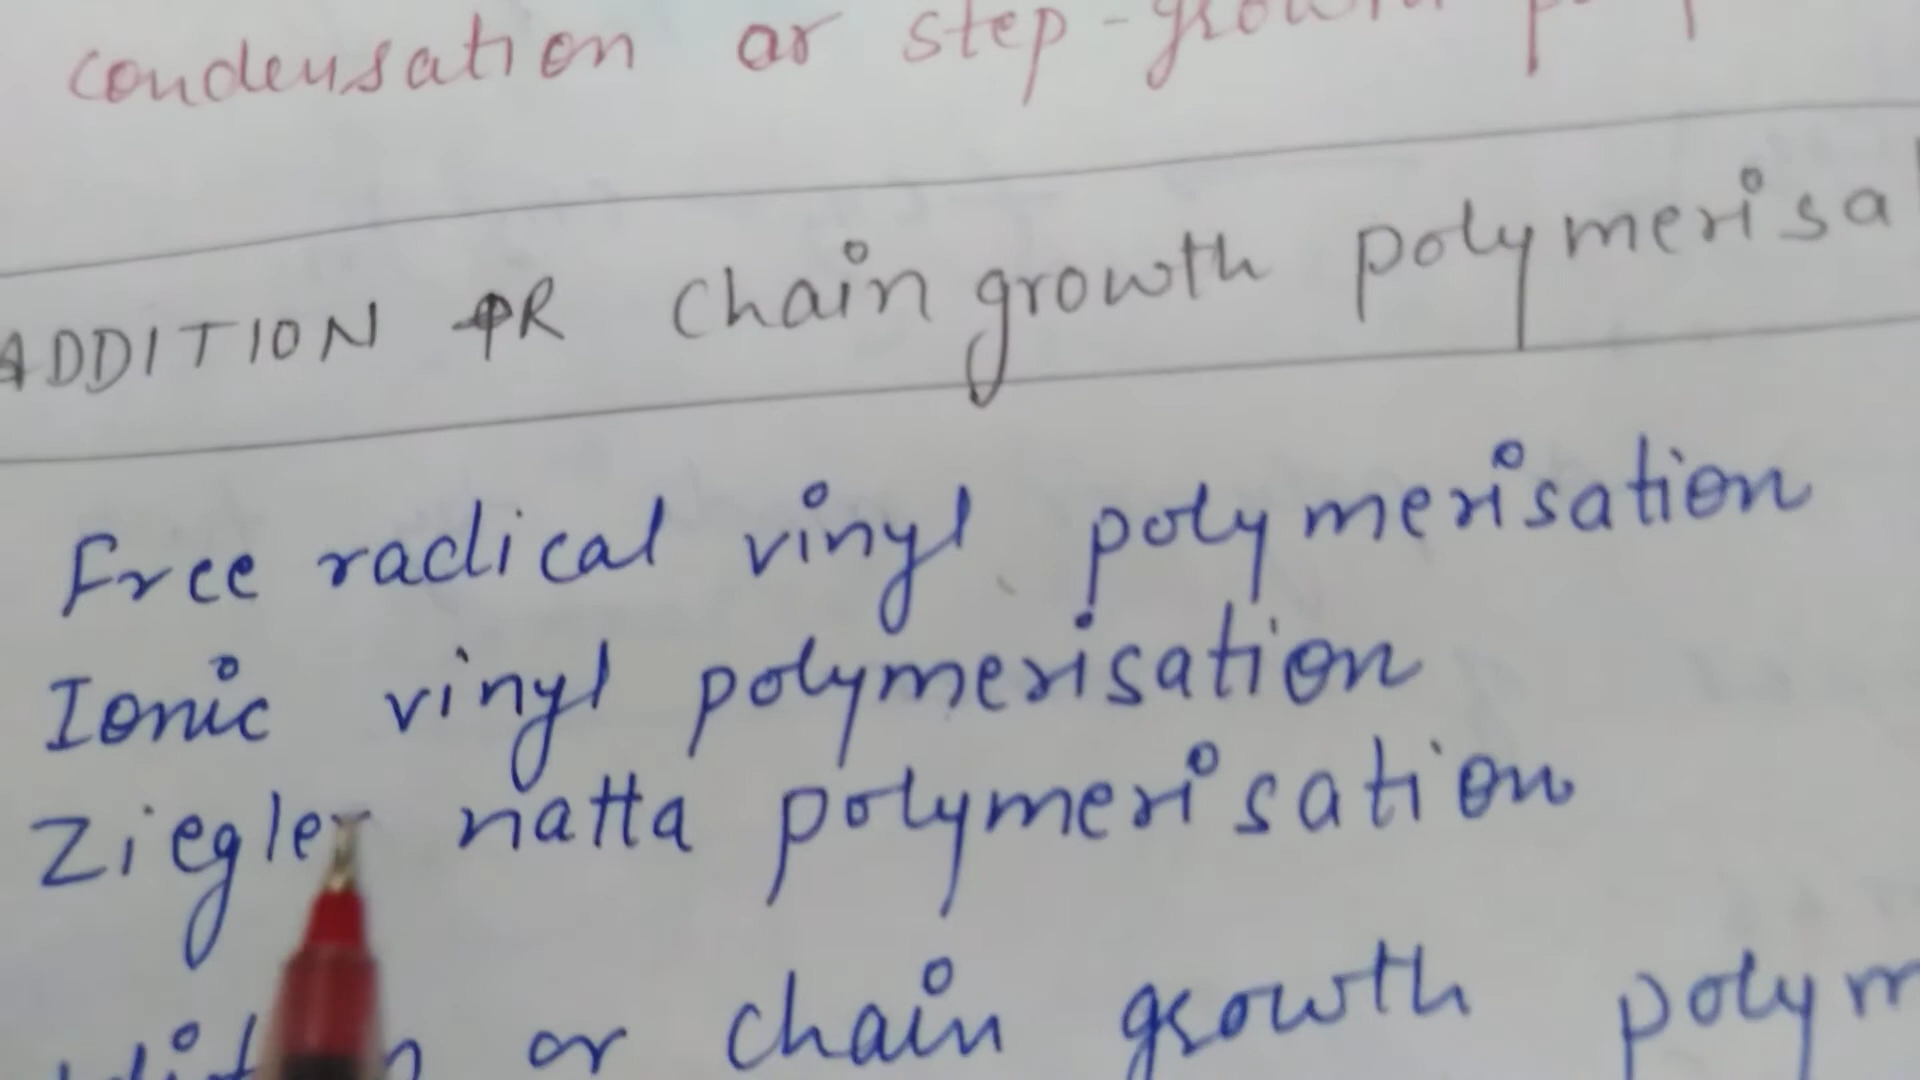 condensation or step-growth
ADDITION OR chain growth polymerisa
Free radical vinyl polymerisation
Ionic vinyl polymerisation
Ziegler natta polymerisation
or chain growth polym